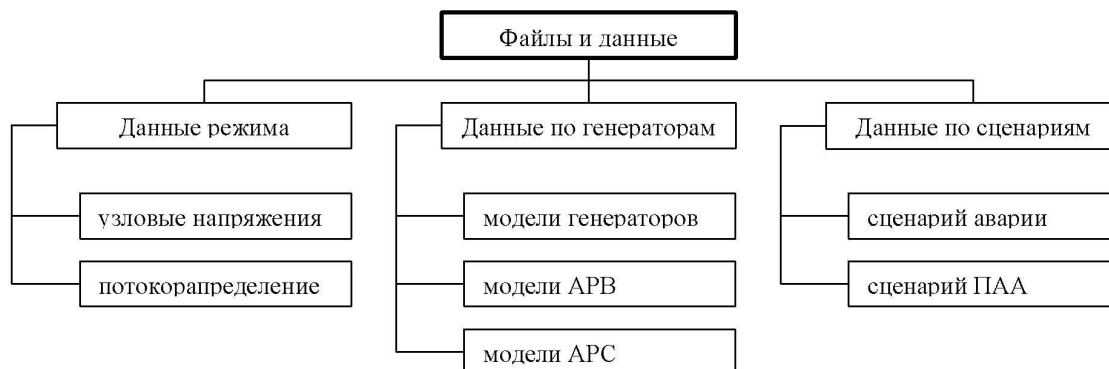 Файлы и данные
Данные режима
Данные по генераторам
Данные по сценариям
узловые напряжения
модели генераторов
сценарий аварии
потокорапределение
модели АРВ
сценарий ПАА
модели АРС